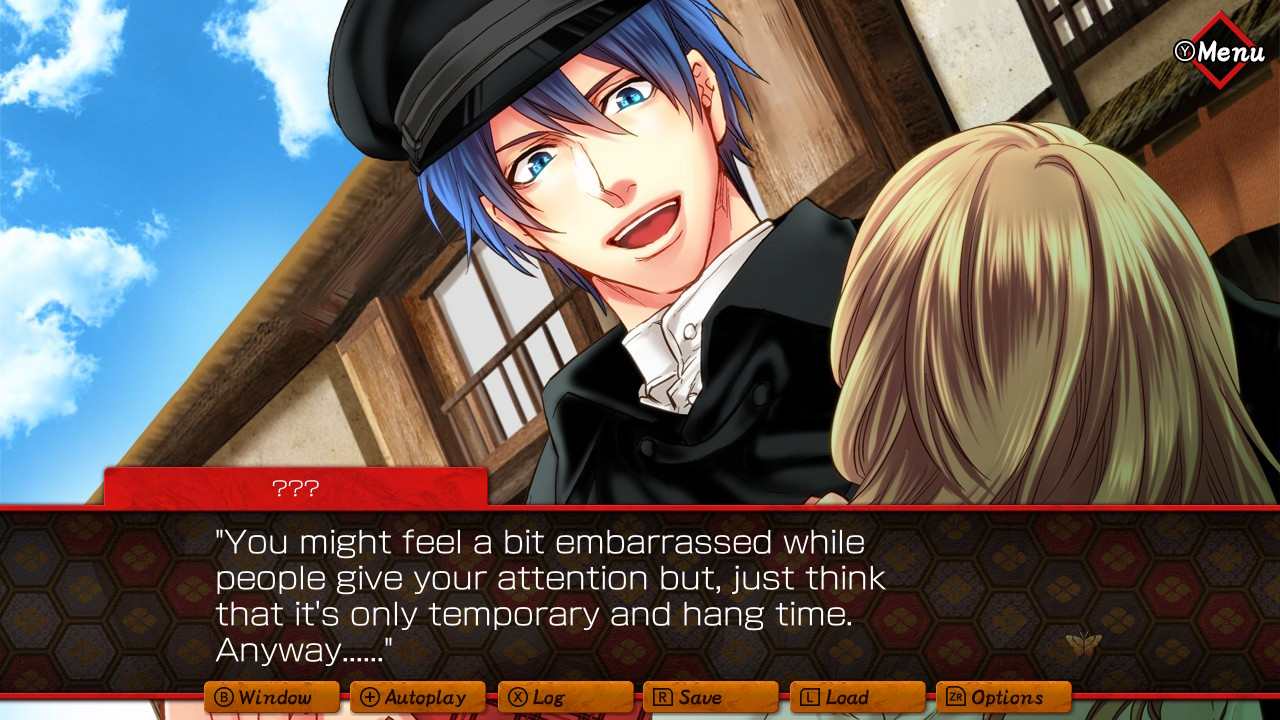 Ⓨ Menu
???
"You might feel a bit embarrassed while
people give your attention but, just think
that it's only temporary and hang time.
Anyway......"
Ⓑ Window
⊕ Autoplay
Ⓧ Log
R Save
L Load
ZR Options